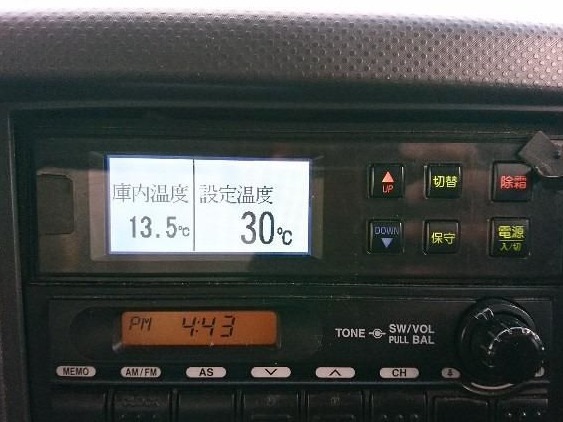 庫内温度 設定温度
13.5℃ 30℃
UP 切替 除霜
DOWN 保守 電源
入/切
PM 4:43
TONE SW/VOL
PULL BAL
MEMO AM/FM AS CH